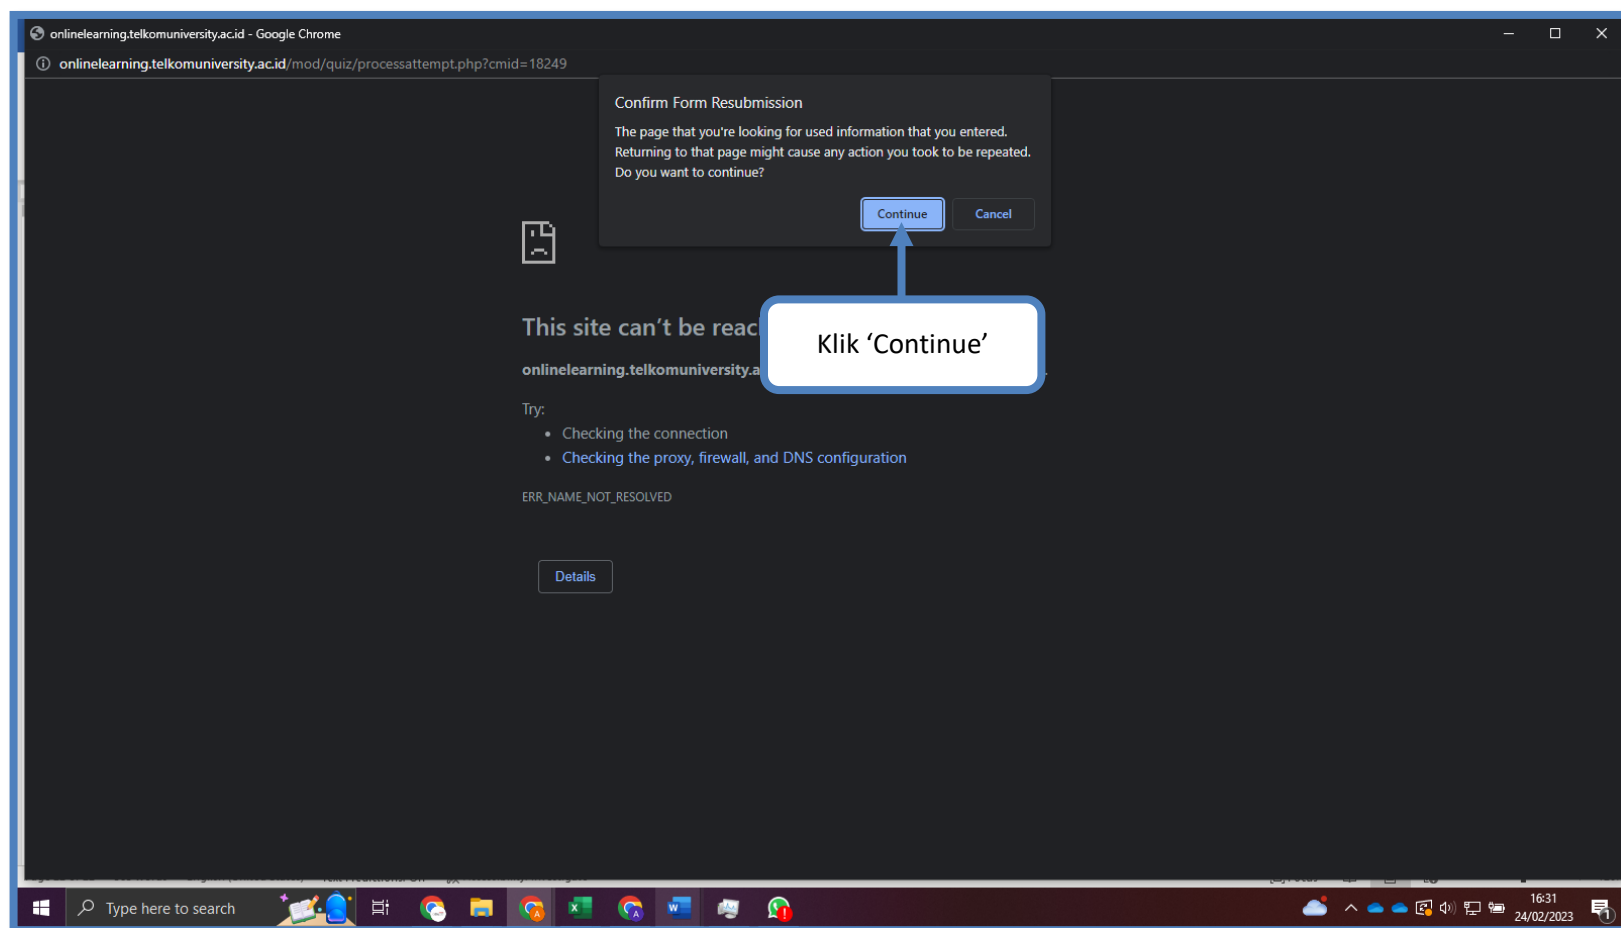 onlinelearning.telkomuniversity.ac.id - Google Chrome
onlinelearning.telkomuniversity.ac.id/mod/quiz/processattempt.php?cmid=18249
Confirm Form Resubmission
The page that you're looking for used information that you entered.
Returning to that page might cause any action you took to be repeated.
Do you want to continue?
Continue
Cancel
This site can't be reac
Klik ‘Continue’
onlinelearning.telkomuniversity.a
Try:
• Checking the connection
• Checking the proxy, firewall, and DNS configuration
ERR_NAME_NOT_RESOLVED
Details
Type here to search
16:31
24/02/2023
1